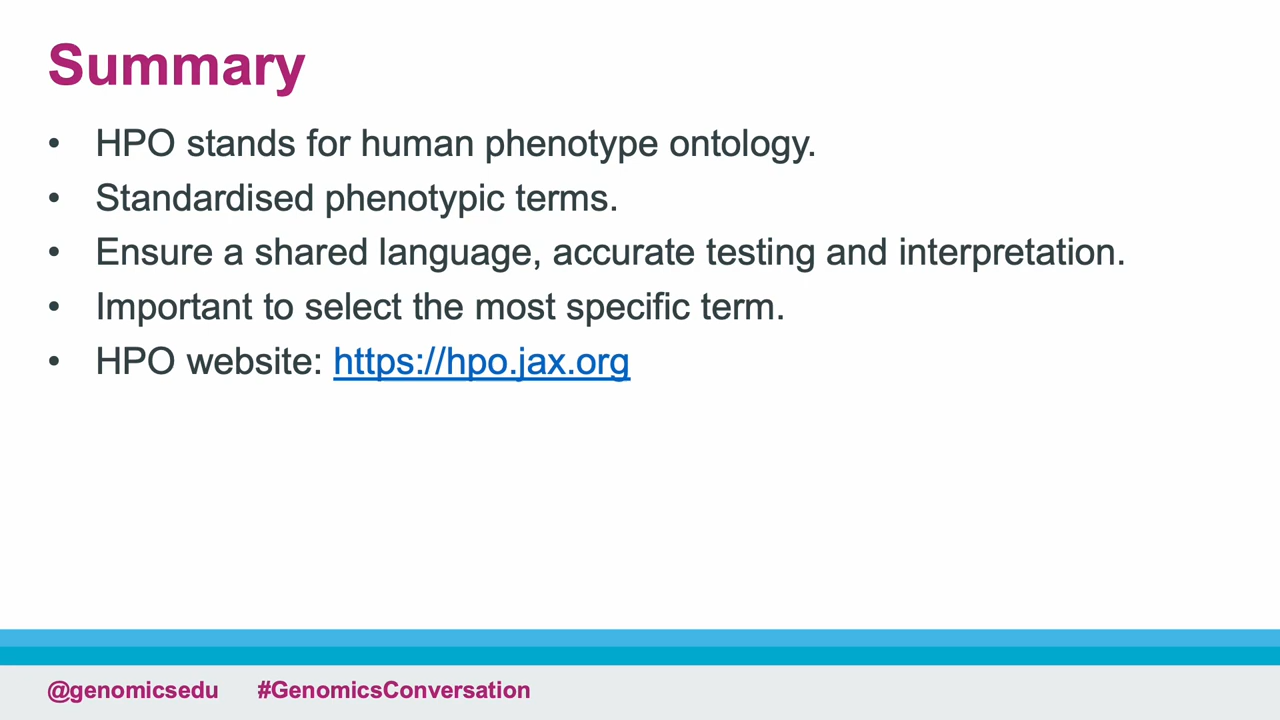 Summary
• HPO stands for human phenotype ontology.
• Standardised phenotypic terms.
• Ensure a shared language, accurate testing and interpretation.
• Important to select the most specific term.
• HPO website: https://hpo.jax.org
@genomicsedu #GenomicsConversation